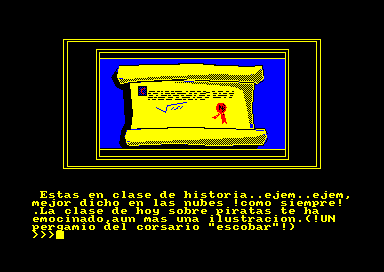 Estas en clase de historia..ejem..ejem,
mejor dicho en las nubes !como siempre!
.La clase de hoy sobre piratas te ha
emocinado,aun mas una ilustracion.(!UN
pergamio del corsario "escobar"!)
>>>